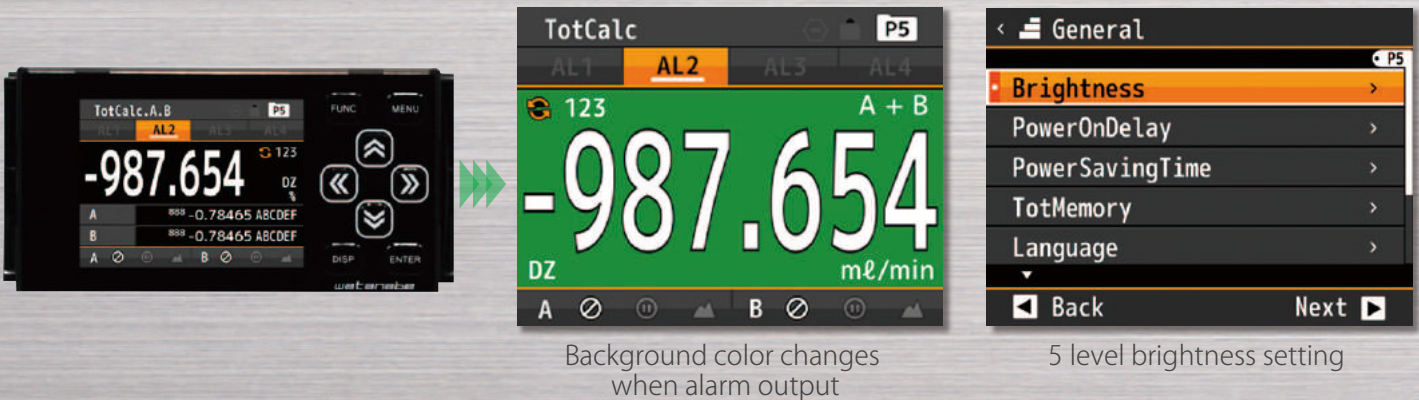 TotCalc.A.B P5
AL1 AL2 AL3 AL4
123
-987.654
DZ
%
A 888 -0.78465 ABCDEF
B 888 -0.78465 ABCDEF
A B
FUNC MENU
DISP ENTER
watanabe
TotCalc P5
AL1 AL2 AL3 AL4
123 A + B
-987.654
DZ mℓ/min
A B
Background color changes
when alarm output
General
P5
Brightness
PowerOnDelay
PowerSavingTime
TotMemory
Language
Back Next
5 level brightness setting